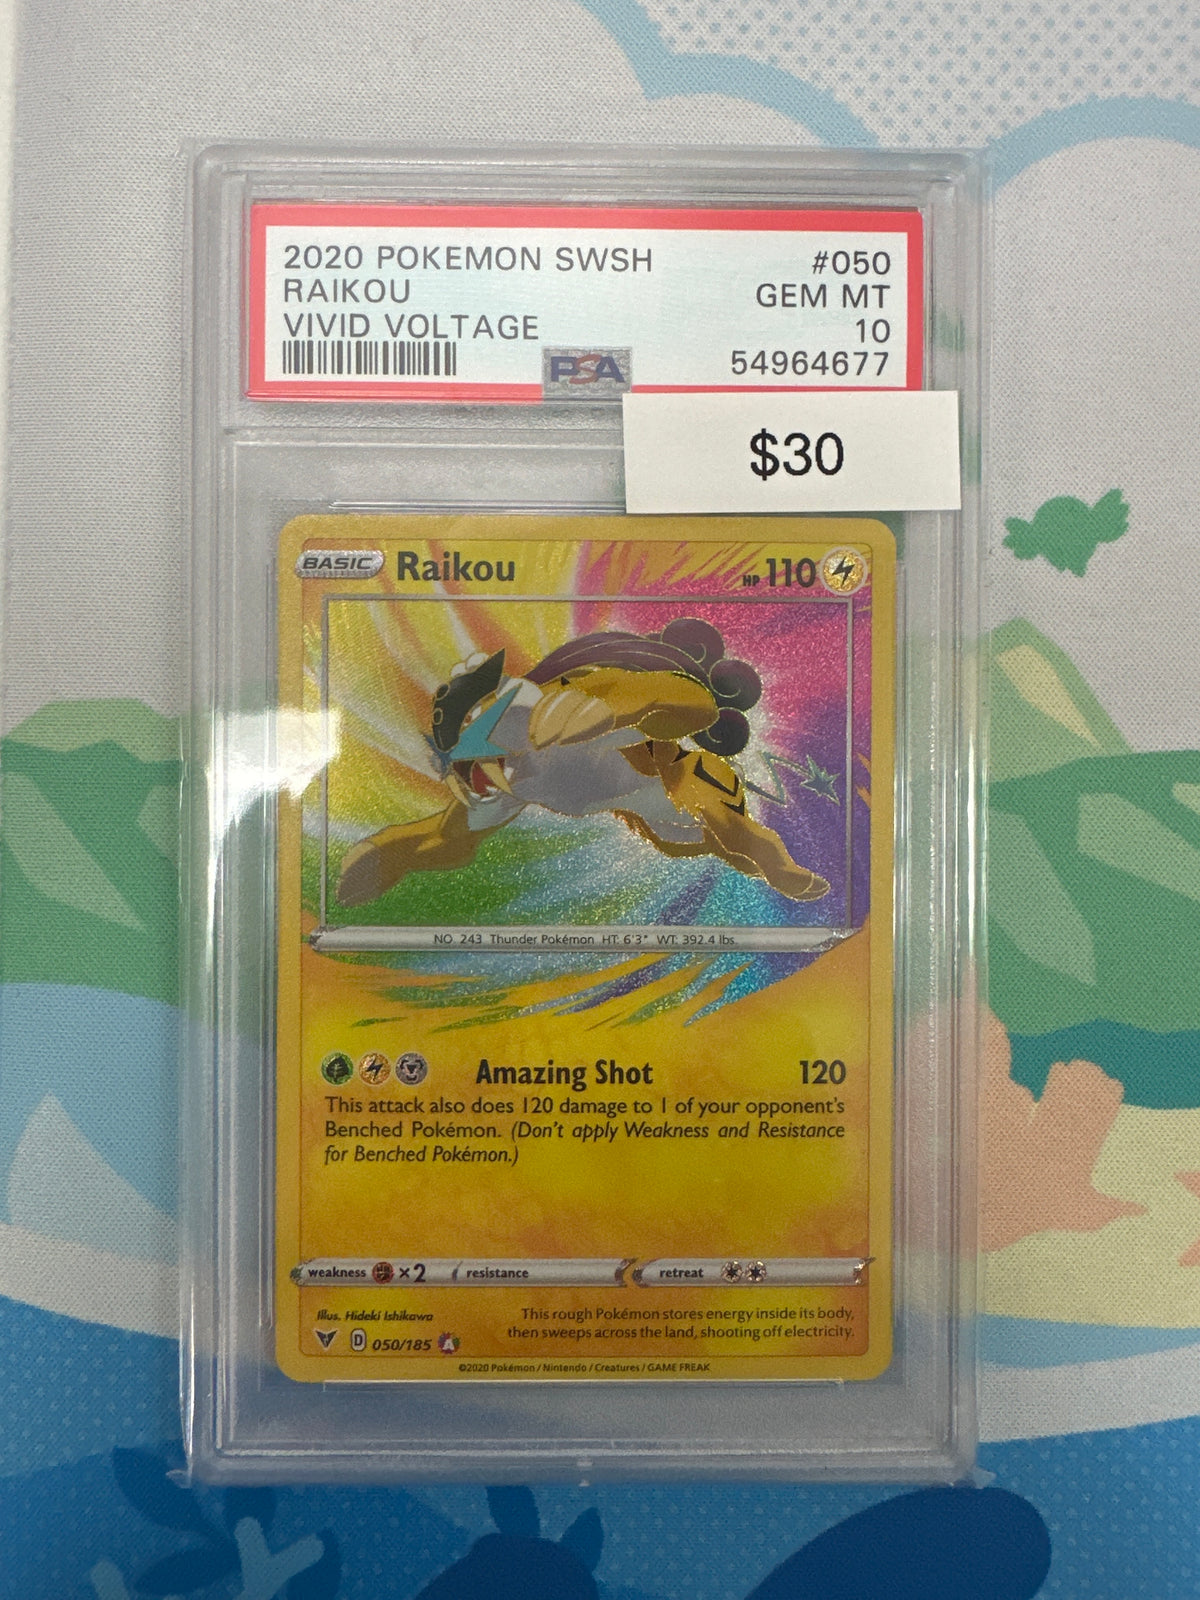 2020 POKEMON SWSH #050
RAIKOU GEM MT
VIVID VOLTAGE 10
PSA 54964677
$30
BASIC Raikou HP 110
NO. 243 Thunder Pokémon HT: 6'3" WT: 392.4 lbs.
Amazing Shot 120
This attack also does 120 damage to 1 of your opponent's
Benched Pokémon. (Don't apply Weakness and Resistance
for Benched Pokémon.)
weakness ×2 resistance retreat
Illus. Hideki Ishikawa
This rough Pokémon stores energy inside its body,
then sweeps across the land, shooting off electricity.
D 050/185 A
©2020 Pokémon / Nintendo / Creatures / GAME FREAK